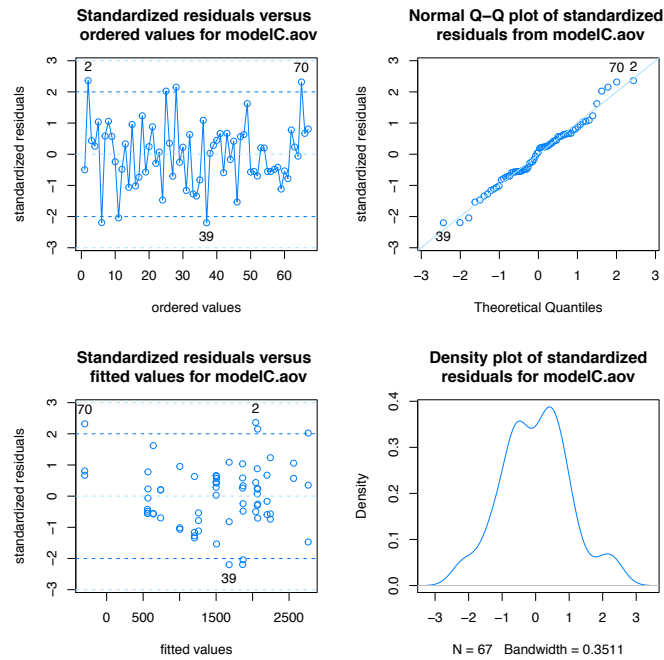 Standardized residuals versus
ordered values for modelC.aov
3
2
1
0
-1
-2
-3
standardized residuals
2
70
39
0 10 20 30 40 50 60
ordered values
Normal Q-Q plot of standardized
residuals from modelC.aov
3
2
1
0
-1
-2
-3
standardized residuals
70 2
39
-3 -2 -1 0 1 2 3
Theoretical Quantiles
Standardized residuals versus
fitted values for modelC.aov
3
2
1
0
-1
-2
-3
standardized residuals
70
2
39
0 500 1500 2500
fitted values
Density plot of standardized
residuals for modelC.aov
0.4
0.3
0.2
0.1
0.0
Density
-3 -2 -1 0 1 2 3
N = 67 Bandwidth = 0.3511